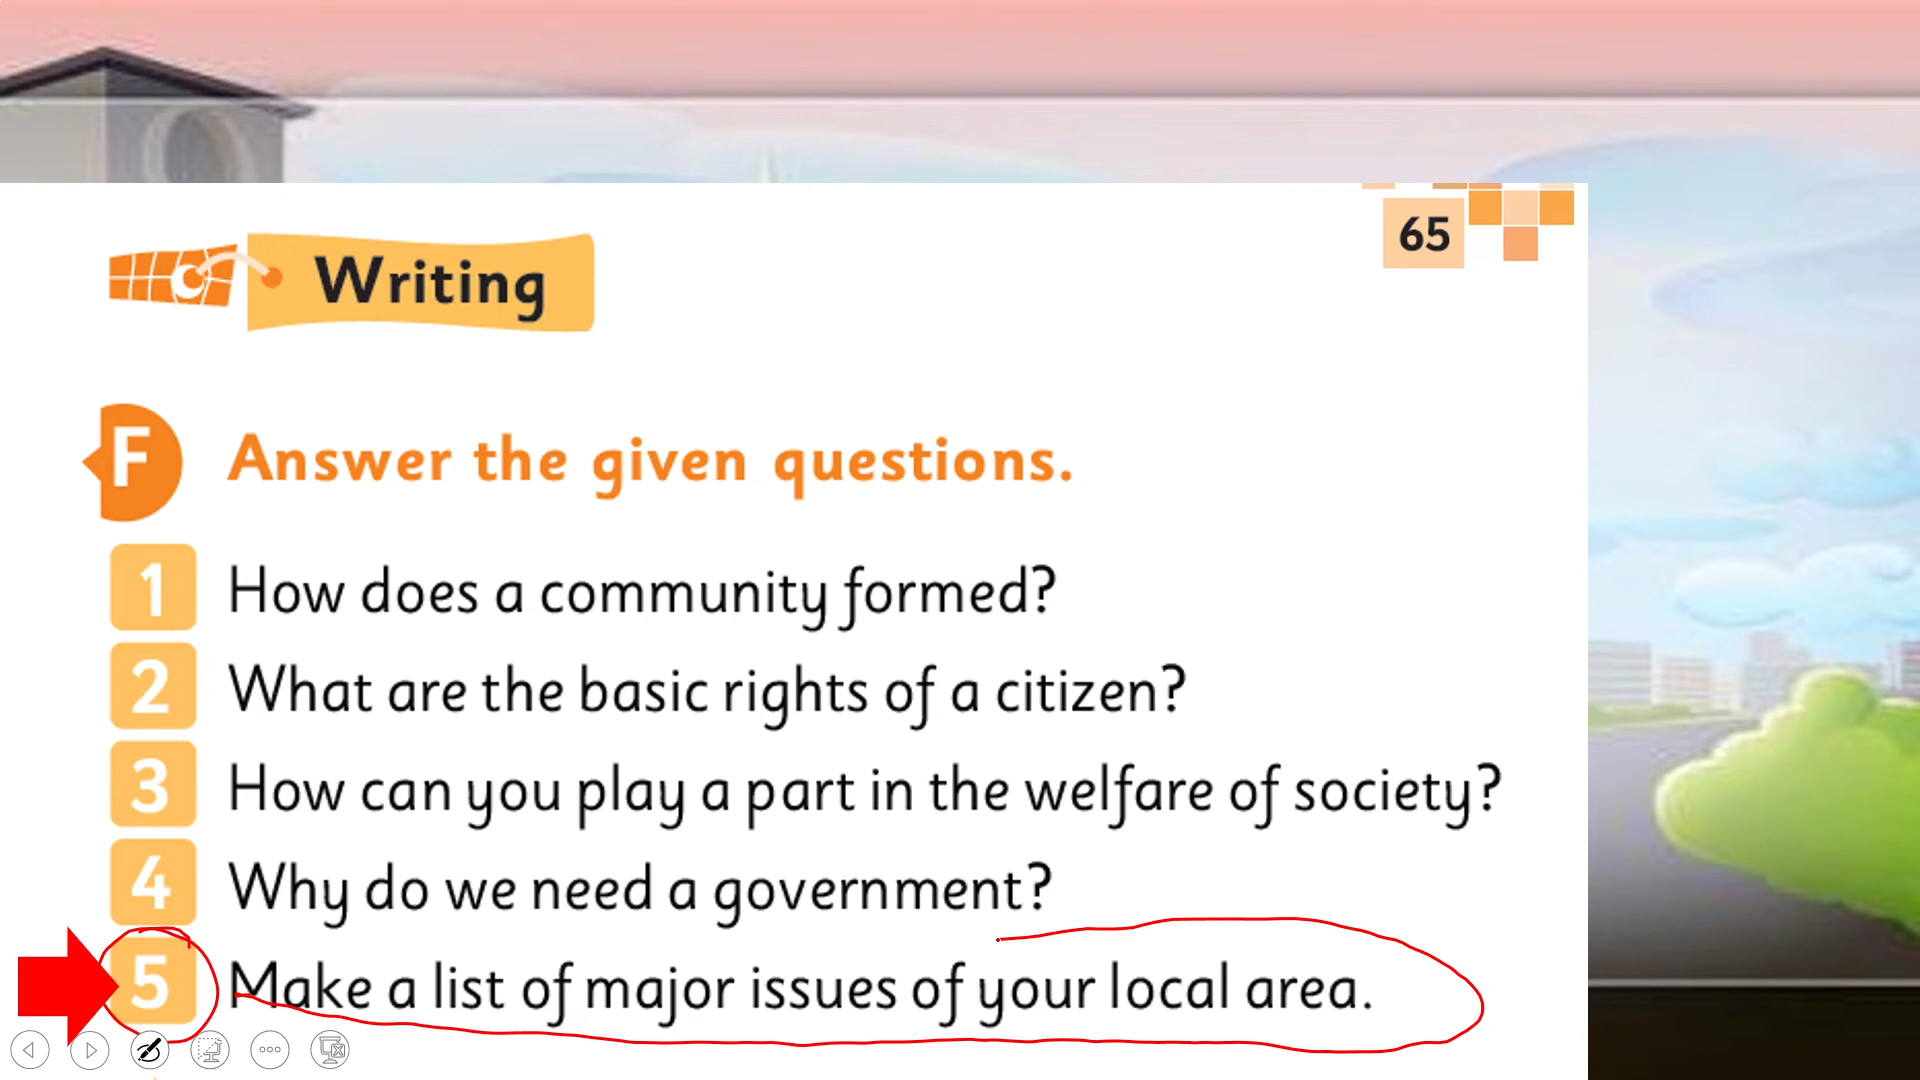 65
Writing
F Answer the given questions.
1 How does a community formed?
2 What are the basic rights of a citizen?
3 How can you play a part in the welfare of society?
4 Why do we need a government?
5 Make a list of major issues of your local area.